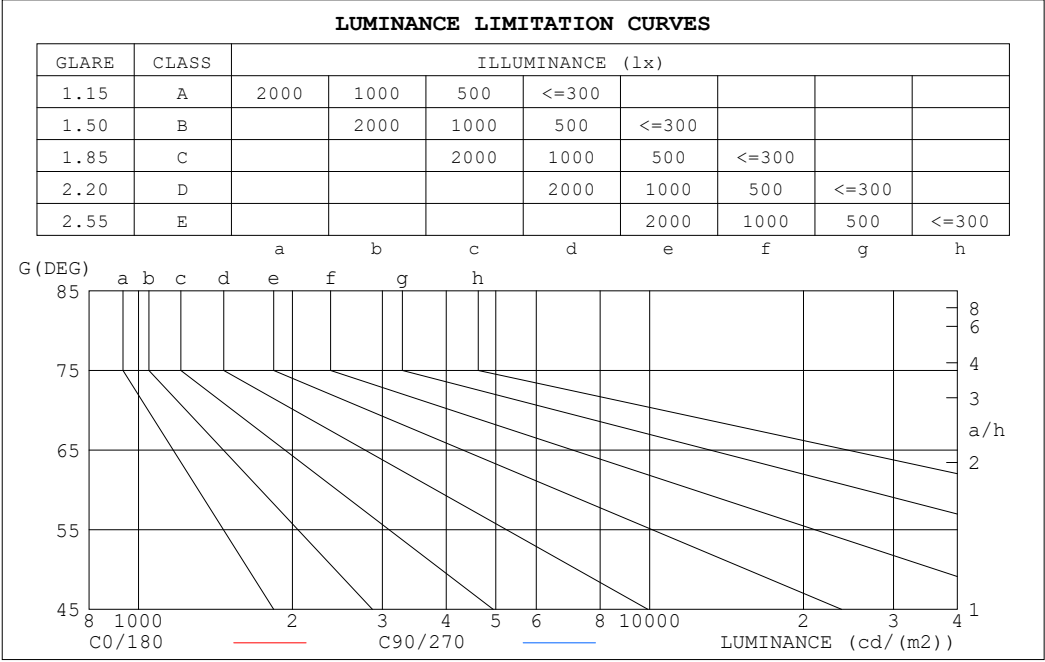 LUMINANCE LIMITATION CURVES
GLARE CLASS ILLUMINANCE (lx)
1.15 A 2000 1000 500 <=300
1.50 B 2000 1000 500 <=300
1.85 C 2000 1000 500 <=300
2.20 D 2000 1000 500 <=300
2.55 E 2000 1000 500 <=300
a b c d e f g h
G(DEG)
a b c d e f g h
85
8
6
75 4
3
a/h
65
2
55
45 1
8 1000 2 3 4 5 6 8 10000 2 3 4
C0/180 C90/270 LUMINANCE (cd/(m2))